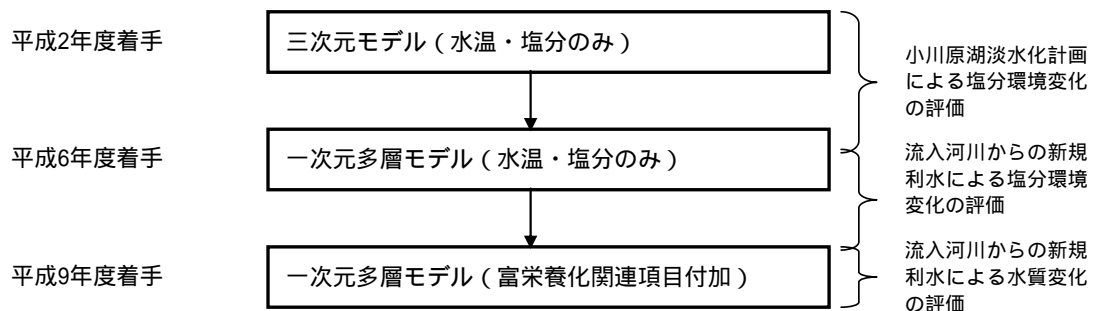 平成2年度着手
三次元モデル（水温・塩分のみ）
小川原湖淡水化計画
による塩分環境変化
の評価
平成6年度着手
一次元多層モデル（水温・塩分のみ）
流入河川からの新規
利水による塩分環境
変化の評価
平成9年度着手
一次元多層モデル（富栄養化関連項目付加）
流入河川からの新規
利水による水質変化
の評価